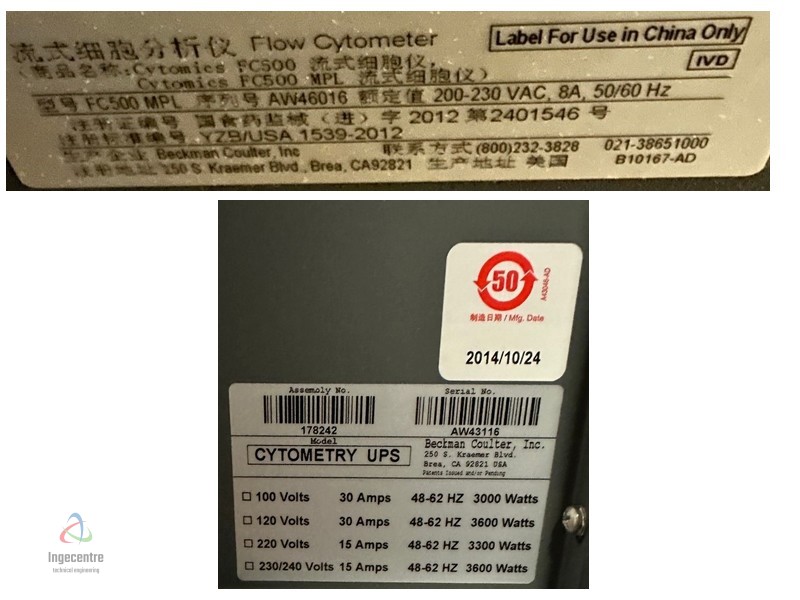 流式细胞分析仪 Flow Cytometer
Label For Use in China Only
IVD
(商品名称:Cytomics FC500 流式细胞仪,
Cytomics FC500 MPL 流式细胞仪)
型号 FC500 MPL 序列号 AW46016 额定值 200-230 VAC, 8A, 50/60 Hz
注册证编号 国食药监械(进)字 2012 第2401546 号
注册标准编号 YZB/USA 1539-2012
生产企业 Beckman Coulter, Inc 联系方式 (800)232-3828 021-38651000
注册地址 250 S. Kraemer Blvd., Brea, CA92821 生产地址 美国 B10167-AD
50
A43046-AD
制造日期 / Mfg. Date
2014/10/24
Assembly No. Serial No.
178242 AW43116
Model
CYTOMETRY UPS
Beckman Coulter, Inc.
250 S. Kraemer Blvd.
Brea, CA 92821 USA
Patents Issued and/or Pending
100 Volts 30 Amps 48-62 HZ 3000 Watts
120 Volts 30 Amps 48-62 HZ 3600 Watts
220 Volts 15 Amps 48-62 HZ 3300 Watts
230/240 Volts 15 Amps 48-62 HZ 3600 Watts
Ingecentre
technical engineering